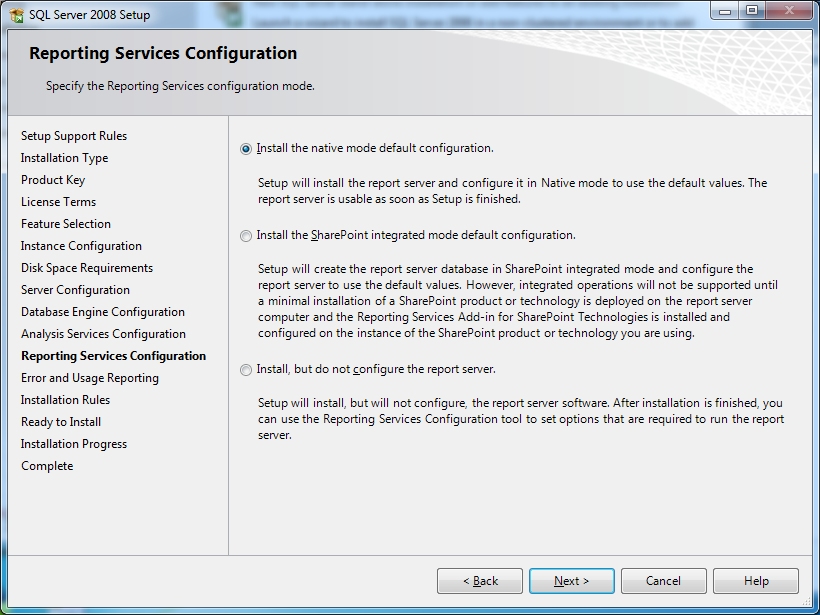 SQL Server 2008 Setup
Reporting Services Configuration
Specify the Reporting Services configuration mode.
Setup Support Rules
Installation Type
Product Key
License Terms
Feature Selection
Instance Configuration
Disk Space Requirements
Server Configuration
Database Engine Configuration
Analysis Services Configuration
Reporting Services Configuration
Error and Usage Reporting
Installation Rules
Ready to Install
Installation Progress
Complete
Install the native mode default configuration.
Setup will install the report server and configure it in Native mode to use the default values. The
report server is usable as soon as Setup is finished.
Install the SharePoint integrated mode default configuration.
Setup will create the report server database in SharePoint integrated mode and configure the
report server to use the default values. However, integrated operations will not be supported until
a minimal installation of a SharePoint product or technology is deployed on the report server
computer and the Reporting Services Add-in for SharePoint Technologies is installed and
configured on the instance of the SharePoint product or technology you are using.
Install, but do not configure the report server.
Setup will install, but will not configure, the report server software. After installation is finished, you
can use the Reporting Services Configuration tool to set options that are required to run the report
server.
< Back
Next >
Cancel
Help